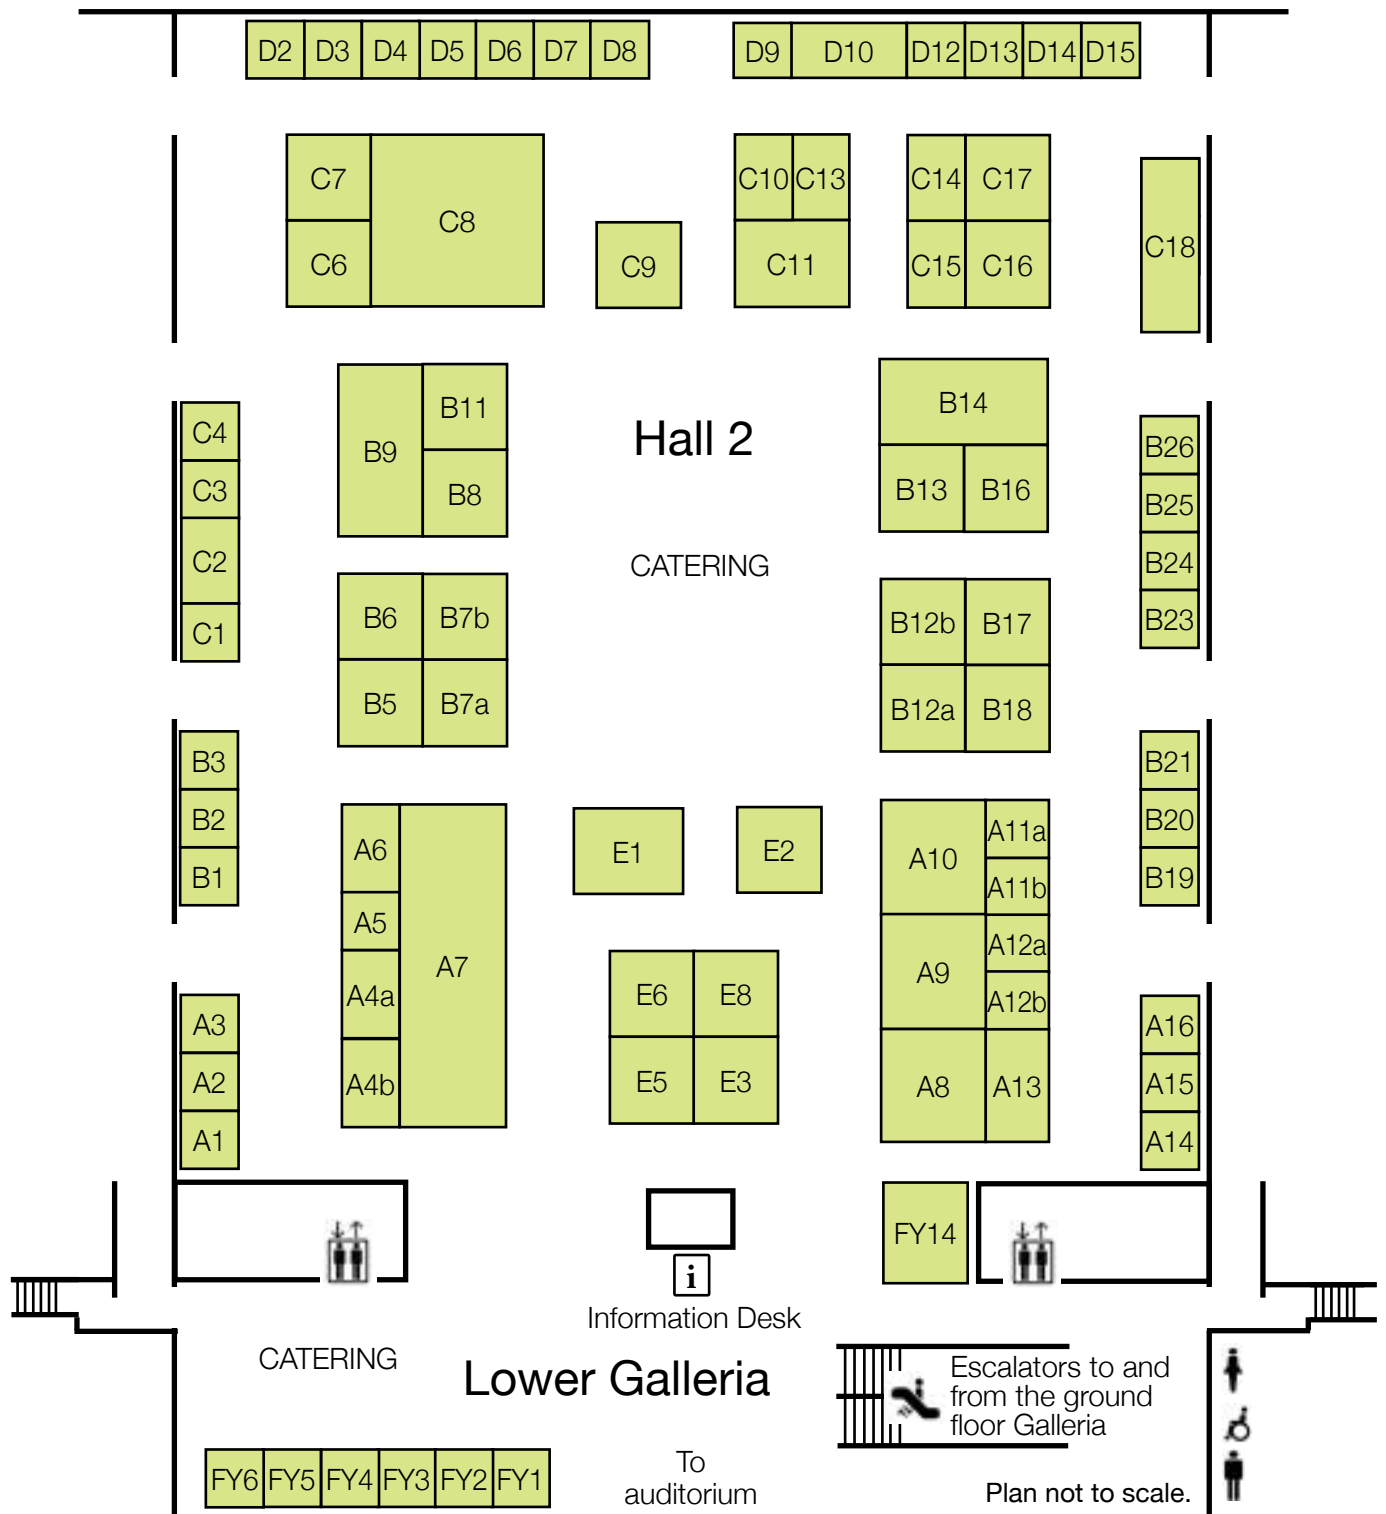 D2 D3 D4 D5 D6 D7 D8 D9 D10 D12 D13 D14 D15
C7 C10 C13 C14 C17
C8
C18
C6 C9 C11 C15 C16
B11 B14
C4 Hall 2
B9 B26
C3 B8 B13 B16 B25
C2 CATERING B24
C1 B6 B7b B12b B17 B23
B5 B7a B12a B18
B3 B21
B2 A11a B20
A6 E1 E2 A10
B1 A11b B19
A5 A12a
A7 A9
A4a E6 E8 A12b
A3 A16
A2 A4b E5 E3 A8 A13 A15
A1 A14
FY14
i
Information Desk
CATERING
Lower Galleria
Escalators to and
from the ground
floor Galleria
FY6 FY5 FY4 FY3 FY2 FY1
To
auditorium
Plan not to scale.